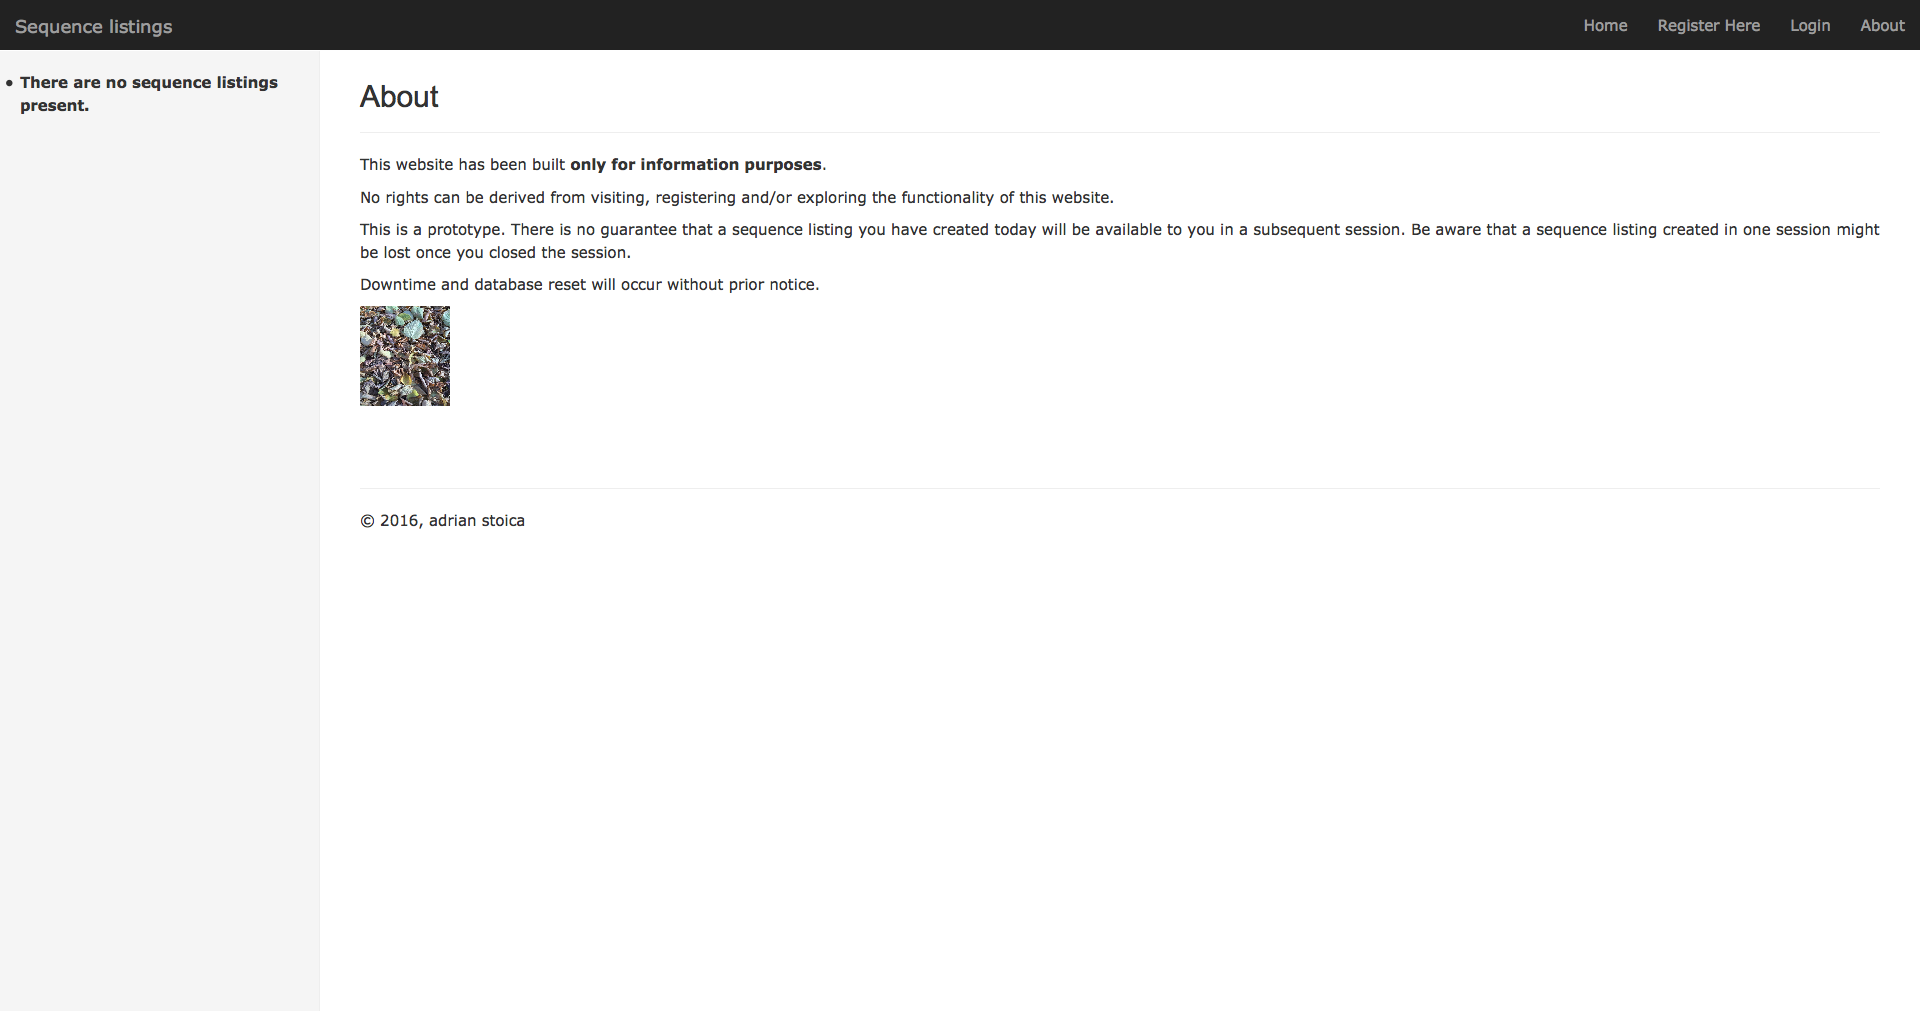 Sequence listings
Home
Register Here
Login
About
There are no sequence listings
present.
About
This website has been built only for information purposes.
No rights can be derived from visiting, registering and/or exploring the functionality of this website.
This is a prototype. There is no guarantee that a sequence listing you have created today will be available to you in a subsequent session. Be aware that a sequence listing created in one session might
be lost once you closed the session.
Downtime and database reset will occur without prior notice.
© 2016, adrian stoica